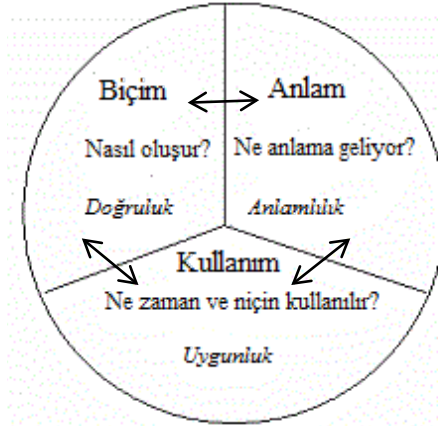 Biçim
Nasıl oluşur?
Doğruluk
Anlam
Ne anlama geliyor?
Anlamlılık
Kullanım
Ne zaman ve niçin kullanılır?
Uygunluk